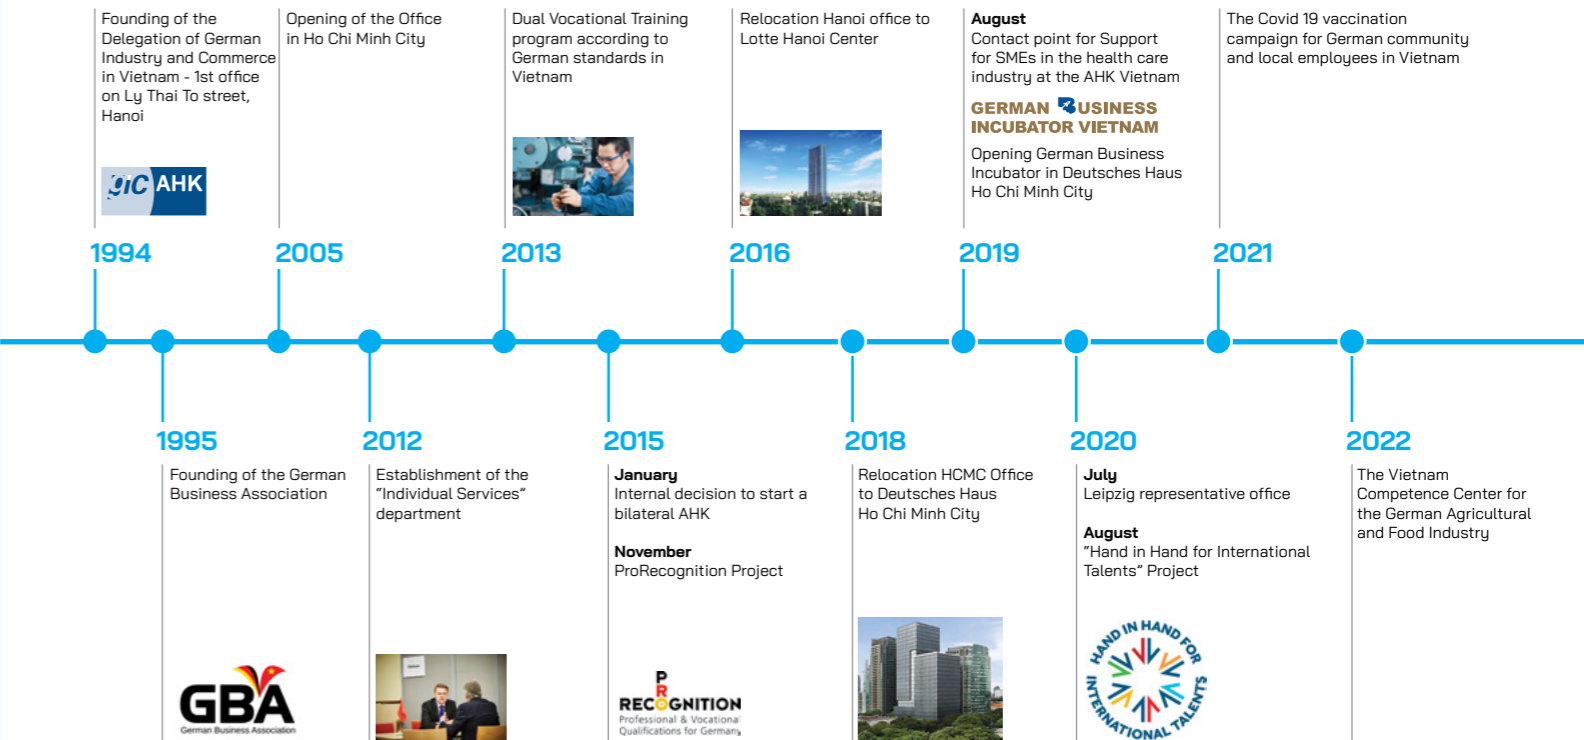 Founding of the
Delegation of German
Industry and Commerce
in Vietnam - 1st office
on Ly Thai To street,
Hanoi
giC AHK
1994
Opening of the Office
in Ho Chi Minh City
2005
Dual Vocational Training
program according to
German standards in
Vietnam
2013
Relocation Hanoi office to
Lotte Hanoi Center
2016
August
Contact point for Support
for SMEs in the health care
industry at the AHK Vietnam
GERMAN BUSINESS
INCUBATOR VIETNAM
Opening German Business
Incubator in Deutsches Haus
Ho Chi Minh City
2019
The Covid 19 vaccination
campaign for German community
and local employees in Vietnam
2021
1995
Founding of the German
Business Association
GBA
German Business Association
2012
Establishment of the
“Individual Services”
department
2015
January
Internal decision to start a
bilateral AHK
November
ProRecognition Project
PRO
RECOGNITION
Professional & Vocational
Qualifications for Germany
2018
Relocation HCMC Office
to Deutsches Haus
Ho Chi Minh City
2020
July
Leipzig representative office
August
“Hand in Hand for International
Talents” Project
HAND IN HAND FOR
INTERNATIONAL TALENTS
2022
The Vietnam
Competence Center for
the German Agricultural
and Food Industry